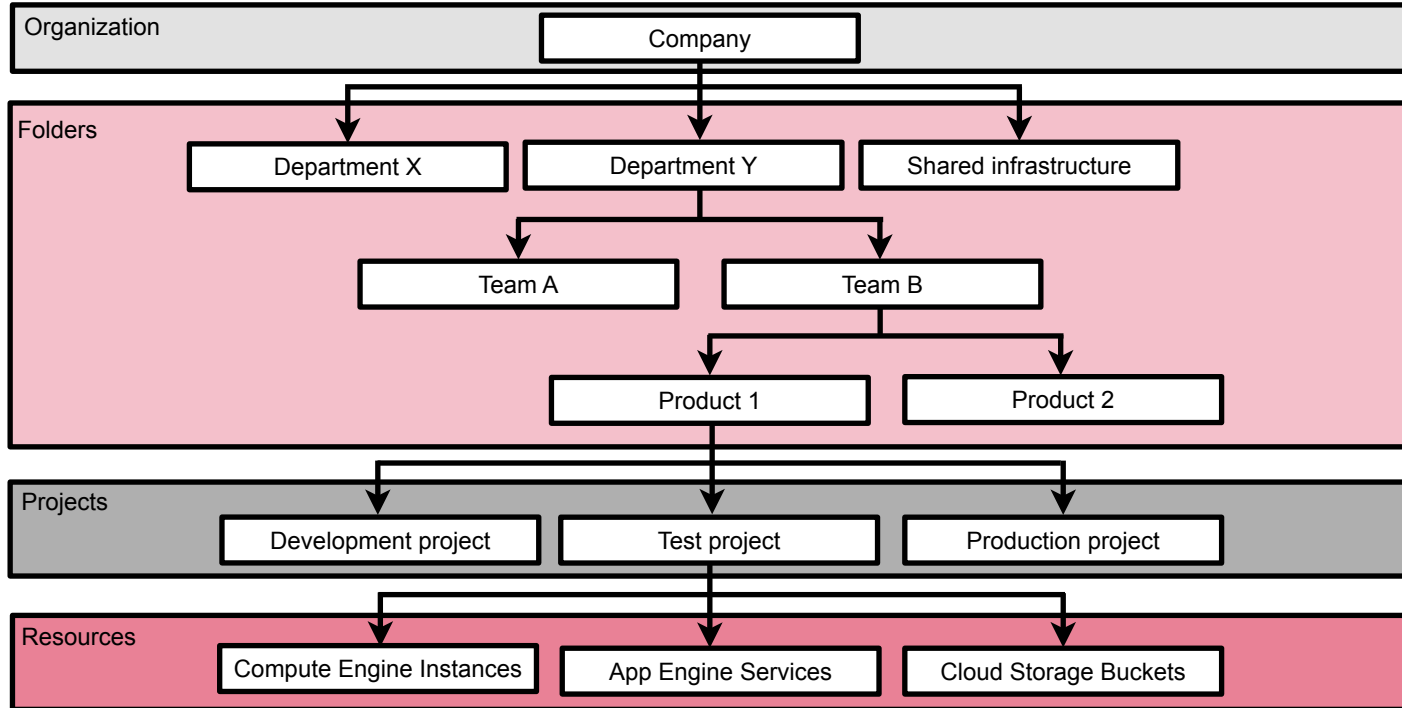 Organization
Company
Folders
Department X
Department Y
Shared infrastructure
Team A
Team B
Product 1
Product 2
Projects
Development project
Test project
Production project
Resources
Compute Engine Instances
App Engine Services
Cloud Storage Buckets